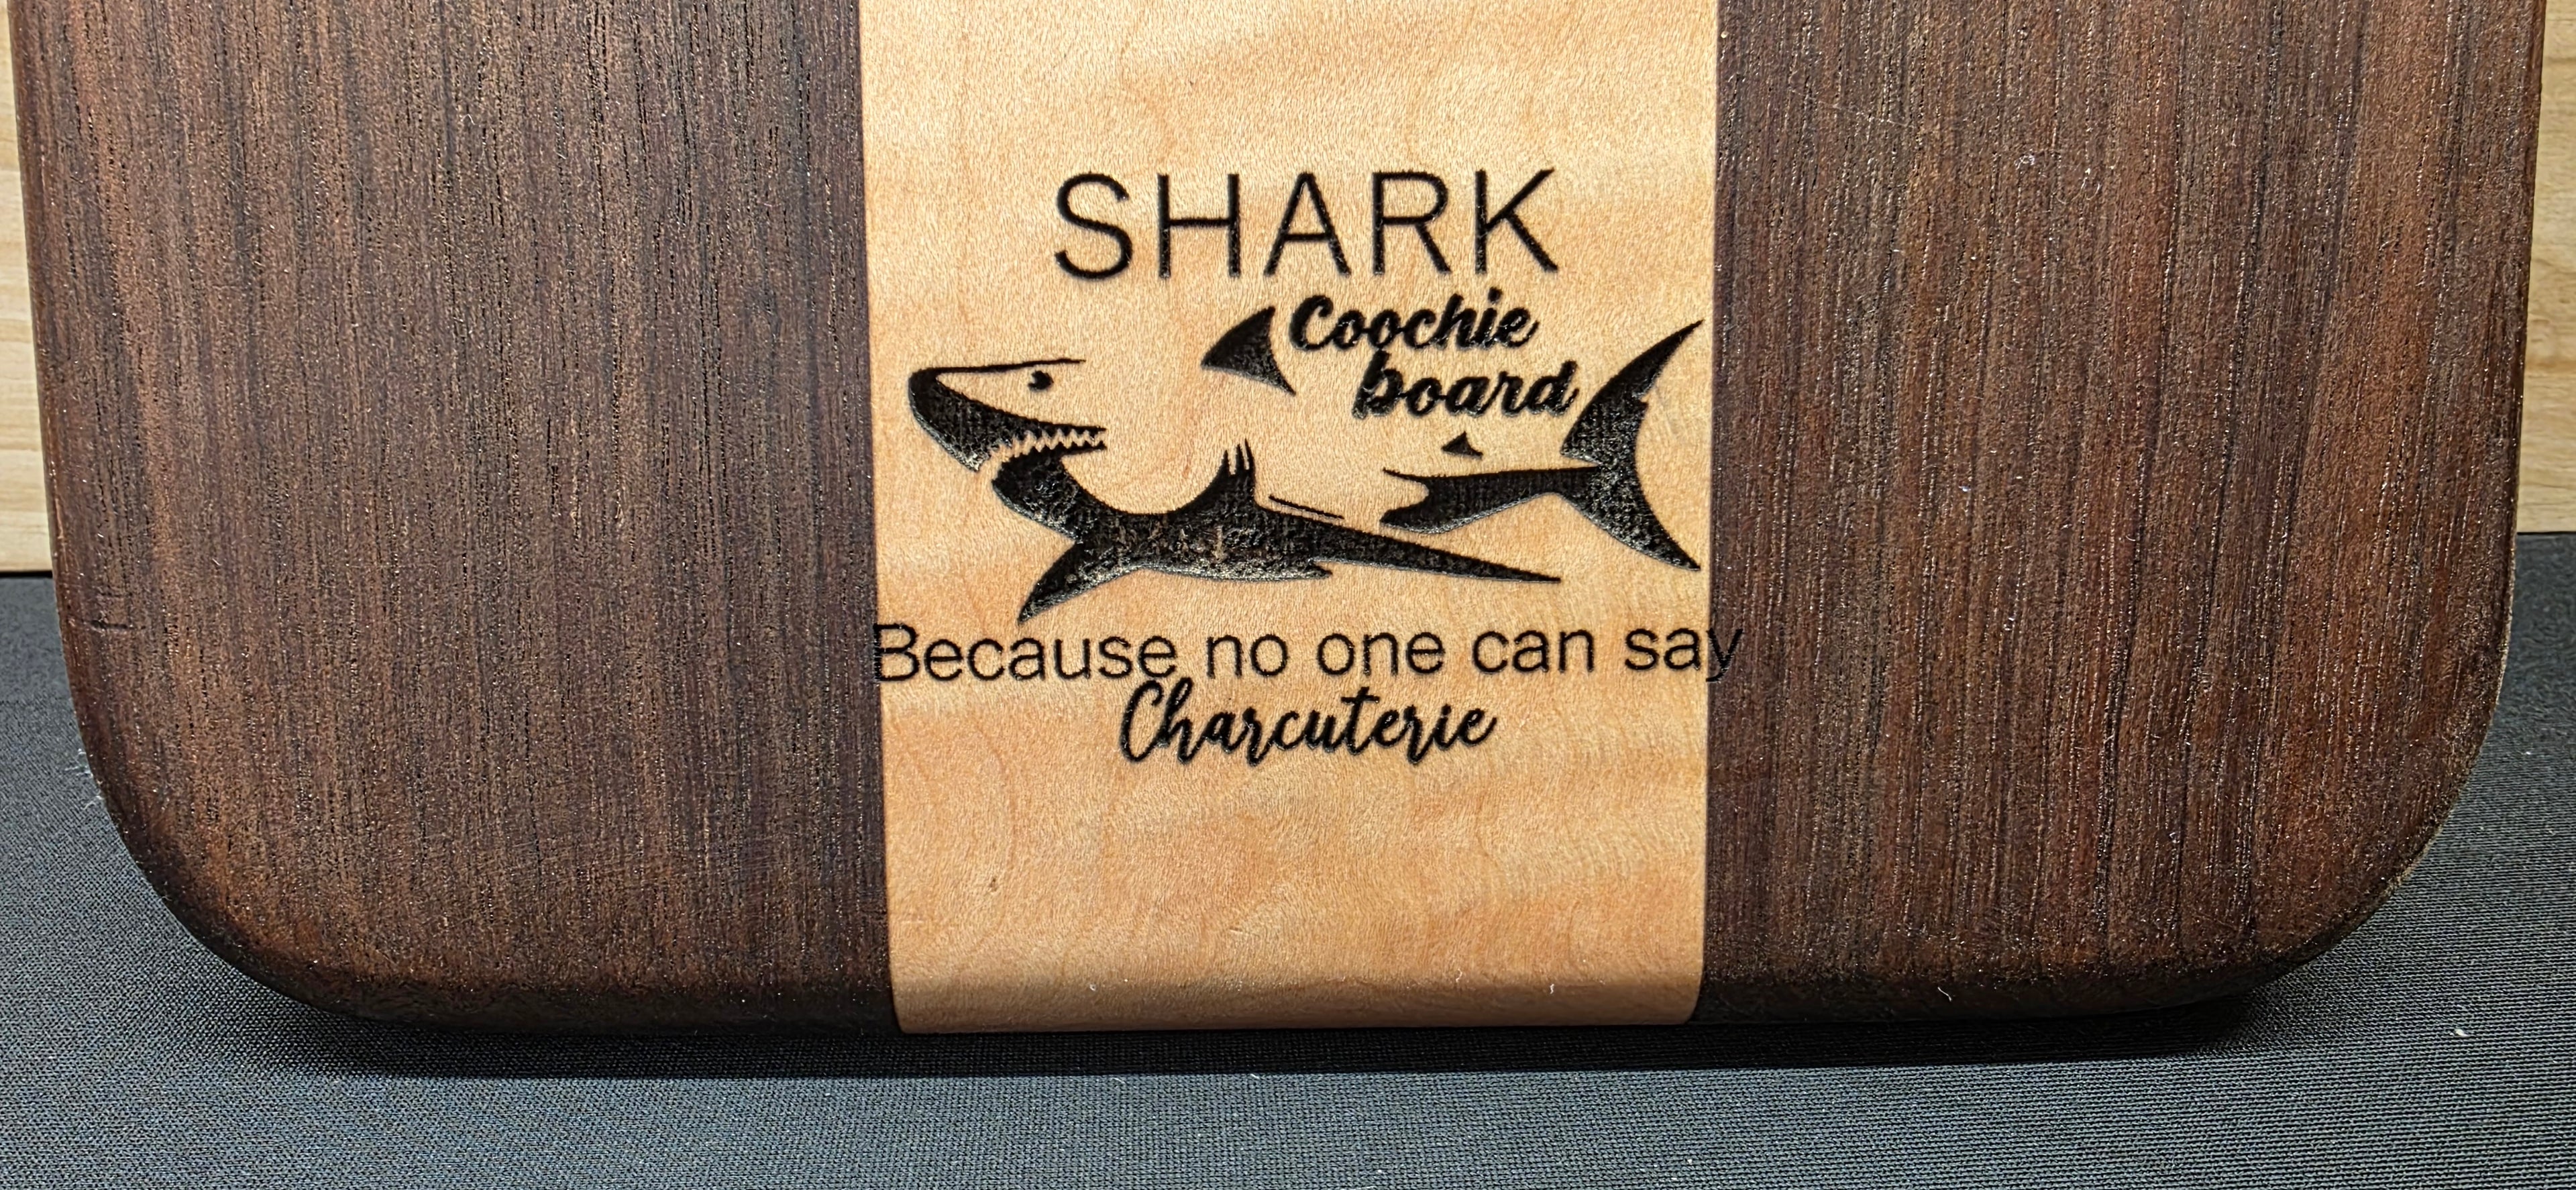 SHARK
Coochie
board
Because no one can say
Charcuterie